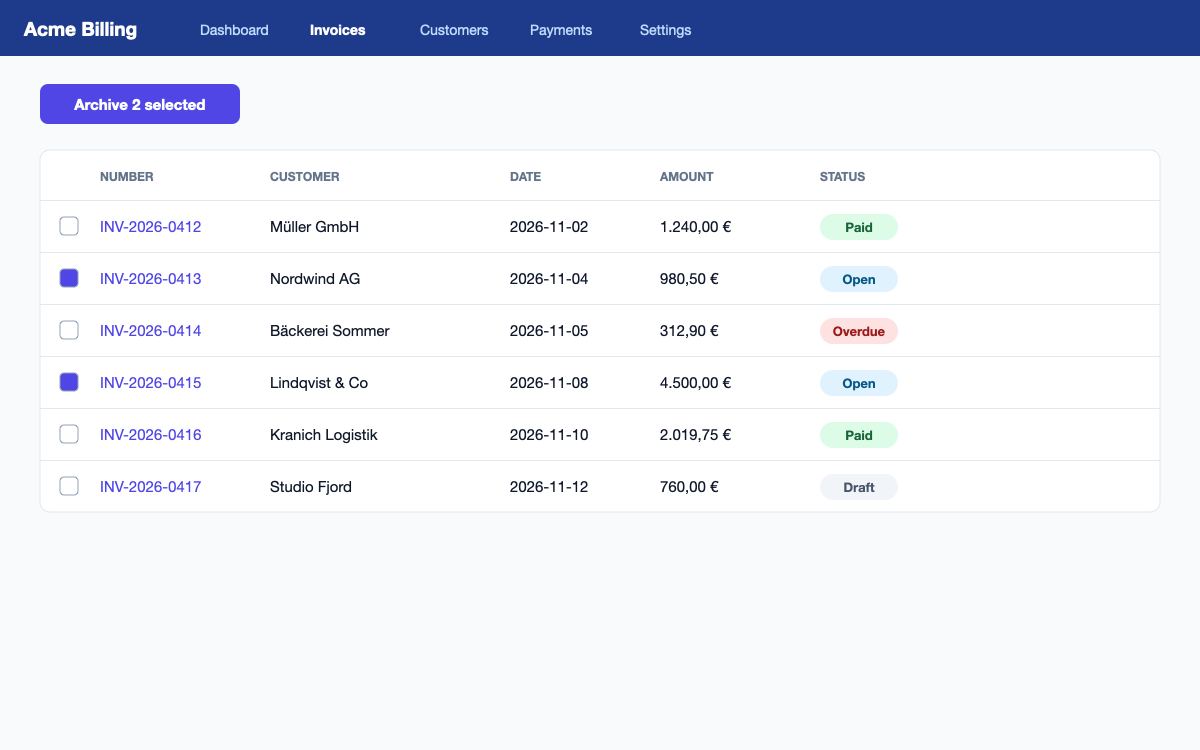 Acme Billing Dashboard Invoices Customers Payments Settings
Archive 2 selected
NUMBER CUSTOMER DATE AMOUNT STATUS
INV-2026-0412 Müller GmbH 2026-11-02 1.240,00 € Paid
INV-2026-0413 Nordwind AG 2026-11-04 980,50 € Open
INV-2026-0414 Bäckerei Sommer 2026-11-05 312,90 € Overdue
INV-2026-0415 Lindqvist & Co 2026-11-08 4.500,00 € Open
INV-2026-0416 Kranich Logistik 2026-11-10 2.019,75 € Paid
INV-2026-0417 Studio Fjord 2026-11-12 760,00 € Draft